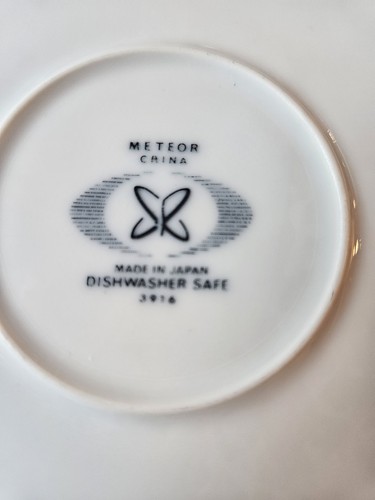 METEOR
CHINA
MADE IN JAPAN
DISHWASHER SAFE
3916